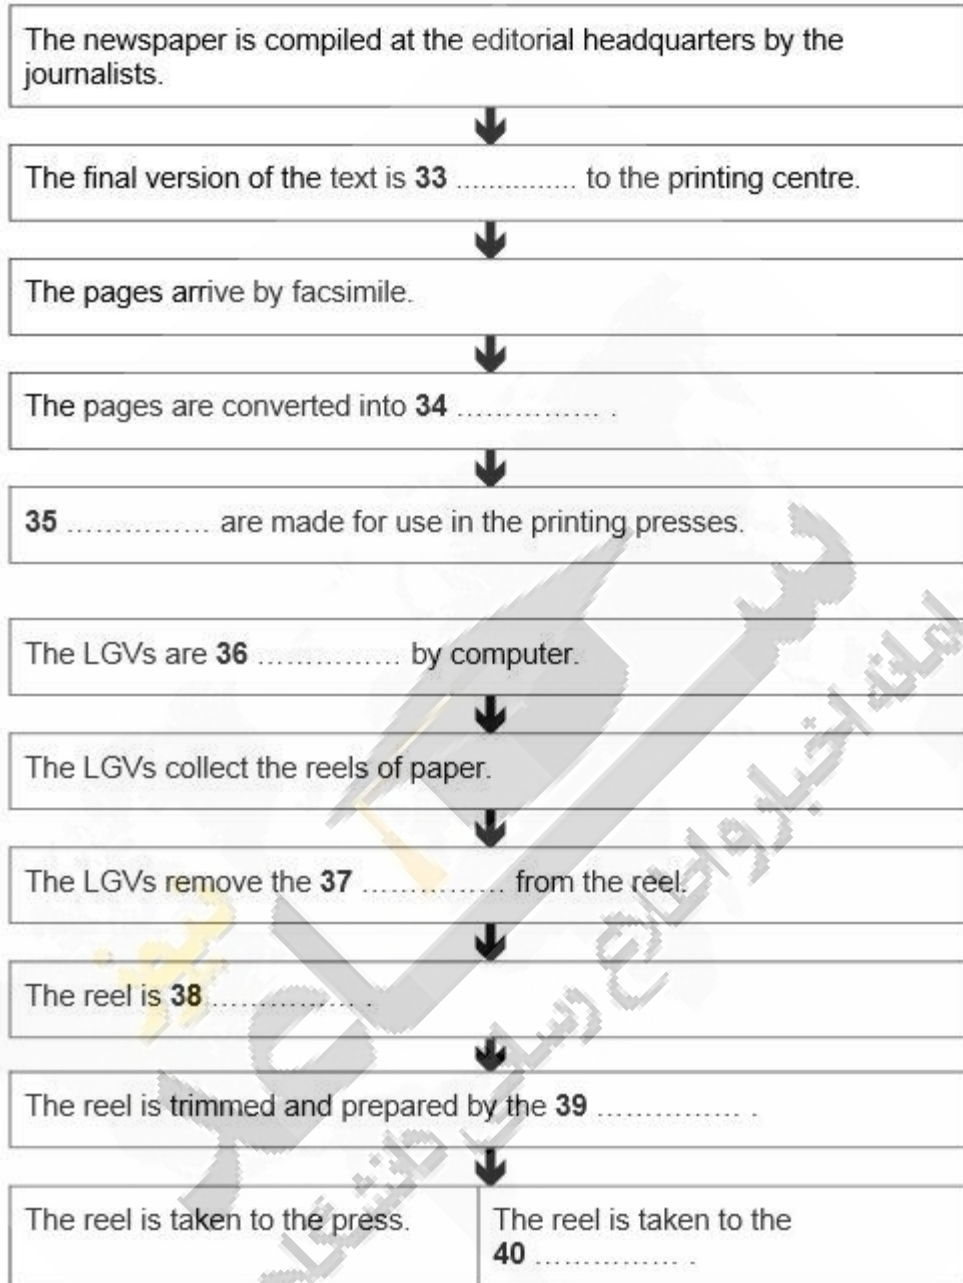 The newspaper is compiled at the editorial headquarters by the
journalists.
The final version of the text is 33 ............... to the printing centre.
The pages arrive by facsimile.
The pages are converted into 34 ............... .
35 ............... are made for use in the printing presses.
The LGVs are 36 ............... by computer.
The LGVs collect the reels of paper.
The LGVs remove the 37 ............... from the reel.
The reel is 38 ............... .
The reel is trimmed and prepared by the 39 ............... .
The reel is taken to the press.
The reel is taken to the
40 ............... .